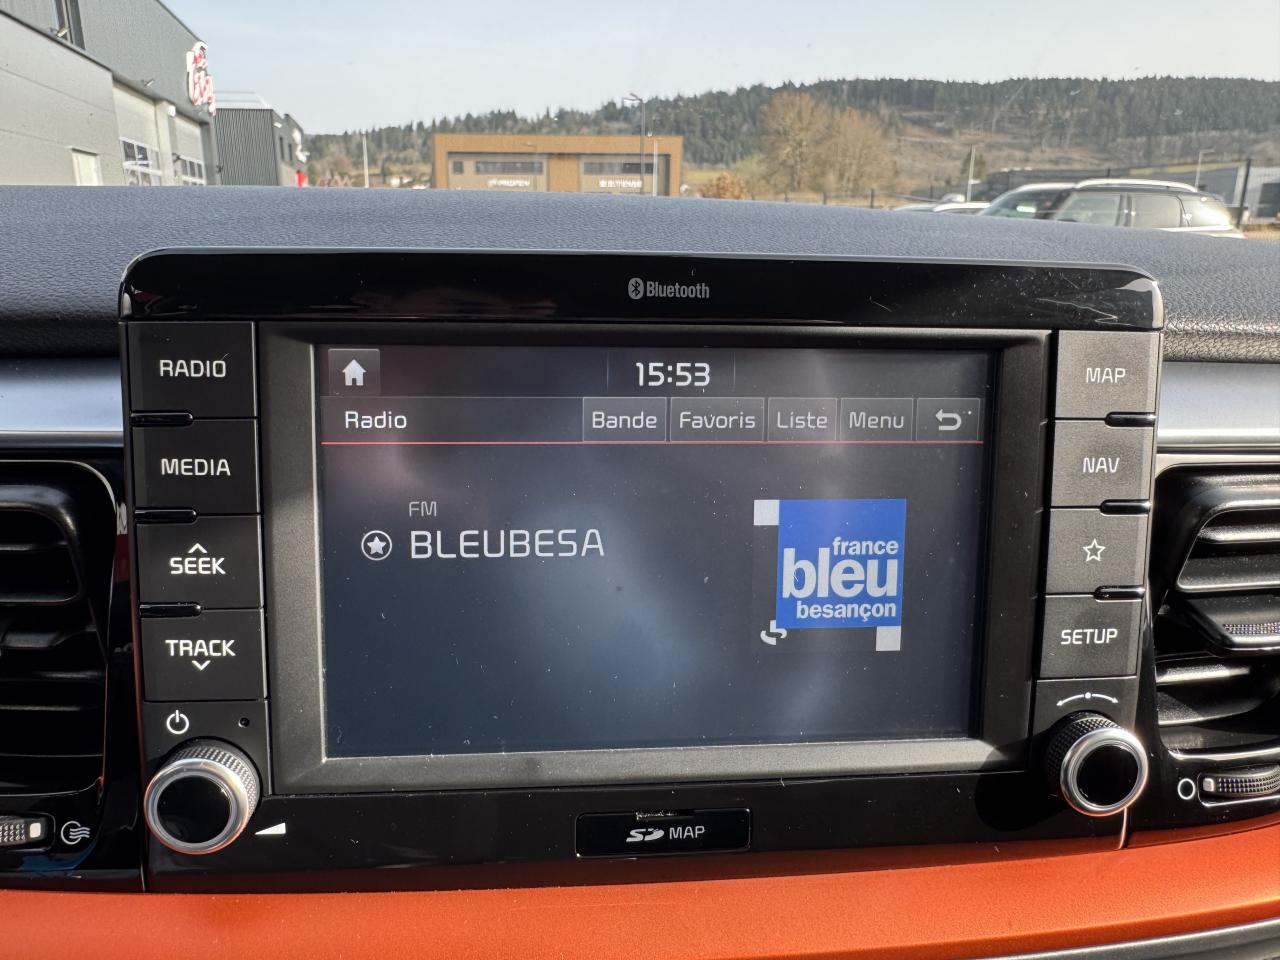 Bluetooth
RADIO
MEDIA
SEEK
TRACK
15:53
Radio
Bande
Favoris
Liste
Menu
FM
BLEUBESA
france
bleu
besançon
MAP
NAV
SETUP
SD MAP